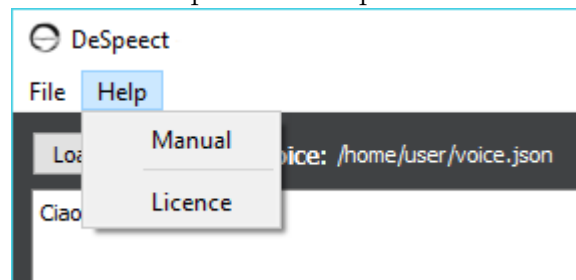 DeSpeect
File Help
Manual
Loa oice: /home/user/voice.json
Licence
Ciao